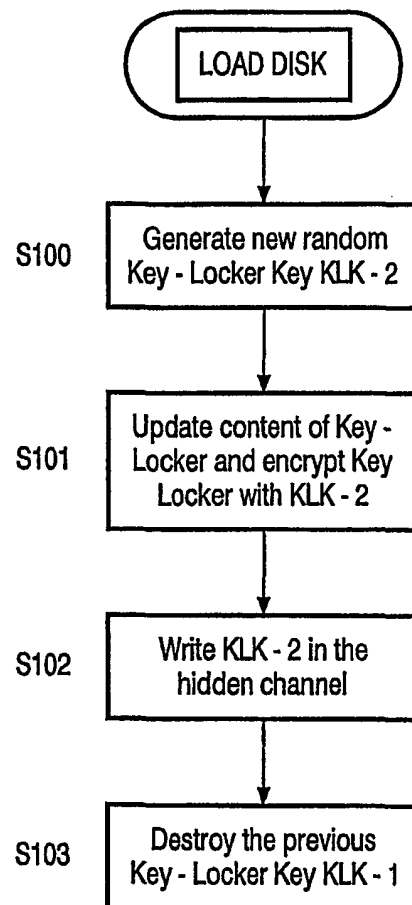 LOAD DISK
S100
Generate new random
Key - Locker Key KLK - 2
S101
Update content of Key -
Locker and encrypt Key
Locker with KLK - 2
S102
Write KLK - 2 in the
hidden channel
S103
Destroy the previous
Key - Locker Key KLK - 1